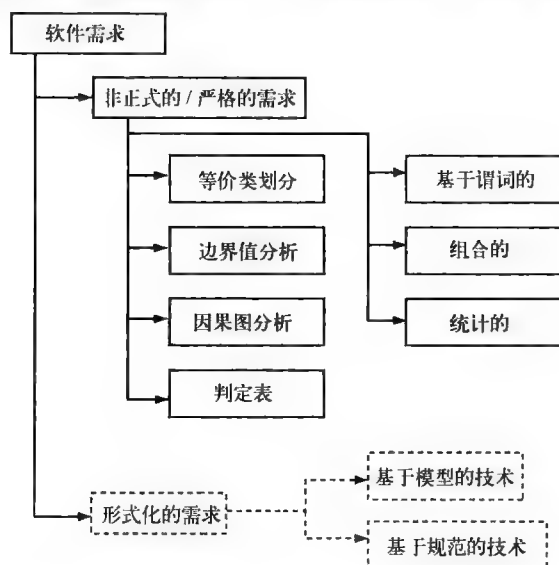 软件需求
非正式的 / 严格的需求
等价类划分
基于谓词的
边界值分析
组合的
因果图分析
统计的
判定表
基于模型的技术
形式化的需求
基于规范的技术